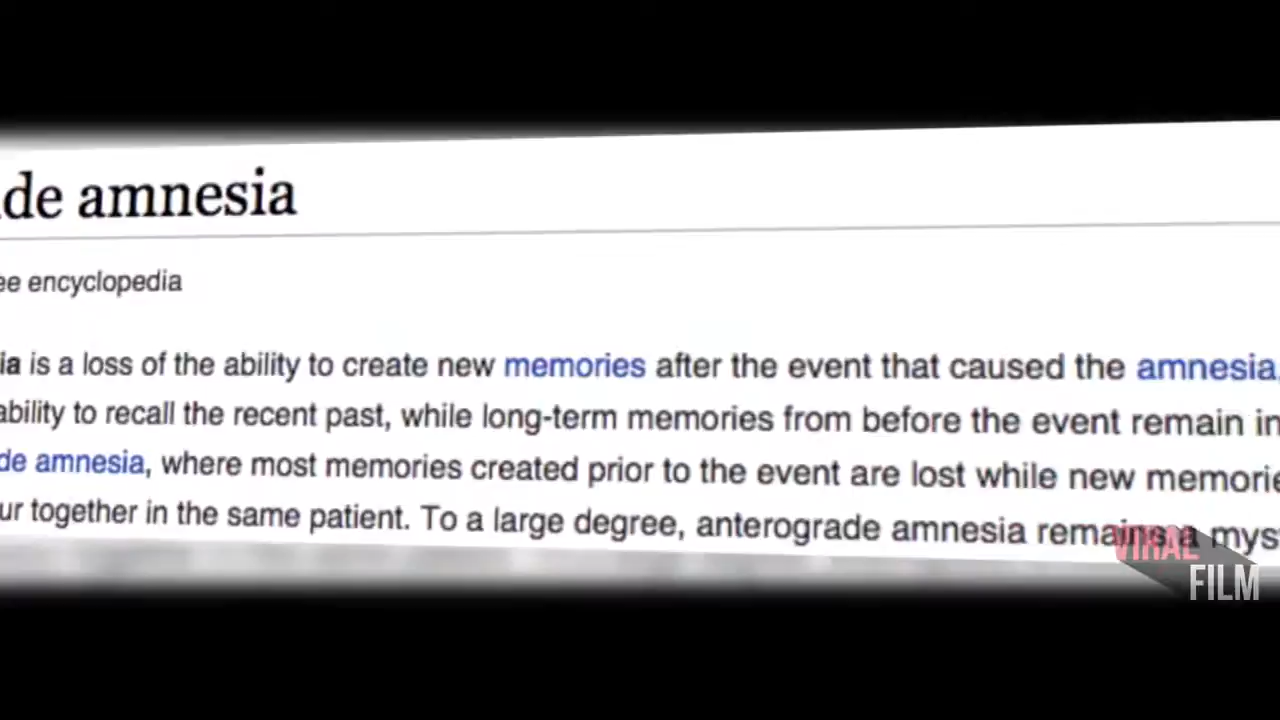 de amnesia
ee encyclopedia
ia is a loss of the ability to create new memories after the event that caused the amnesia,
ability to recall the recent past, while long-term memories from before the event remain in
de amnesia, where most memories created prior to the event are lost while new memorie
ur together in the same patient. To a large degree, anterograde amnesia remains a mys
VIRAL
FILM